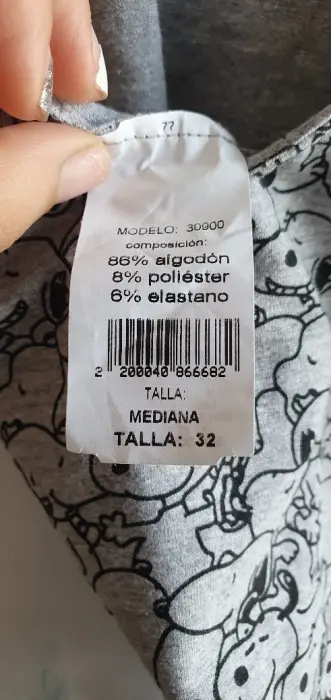 77
MODELO: 30900
composición:
86% algodón
8% poliéster
6% elastano
2 200040 866682
TALLA:
MEDIANA
TALLA: 32